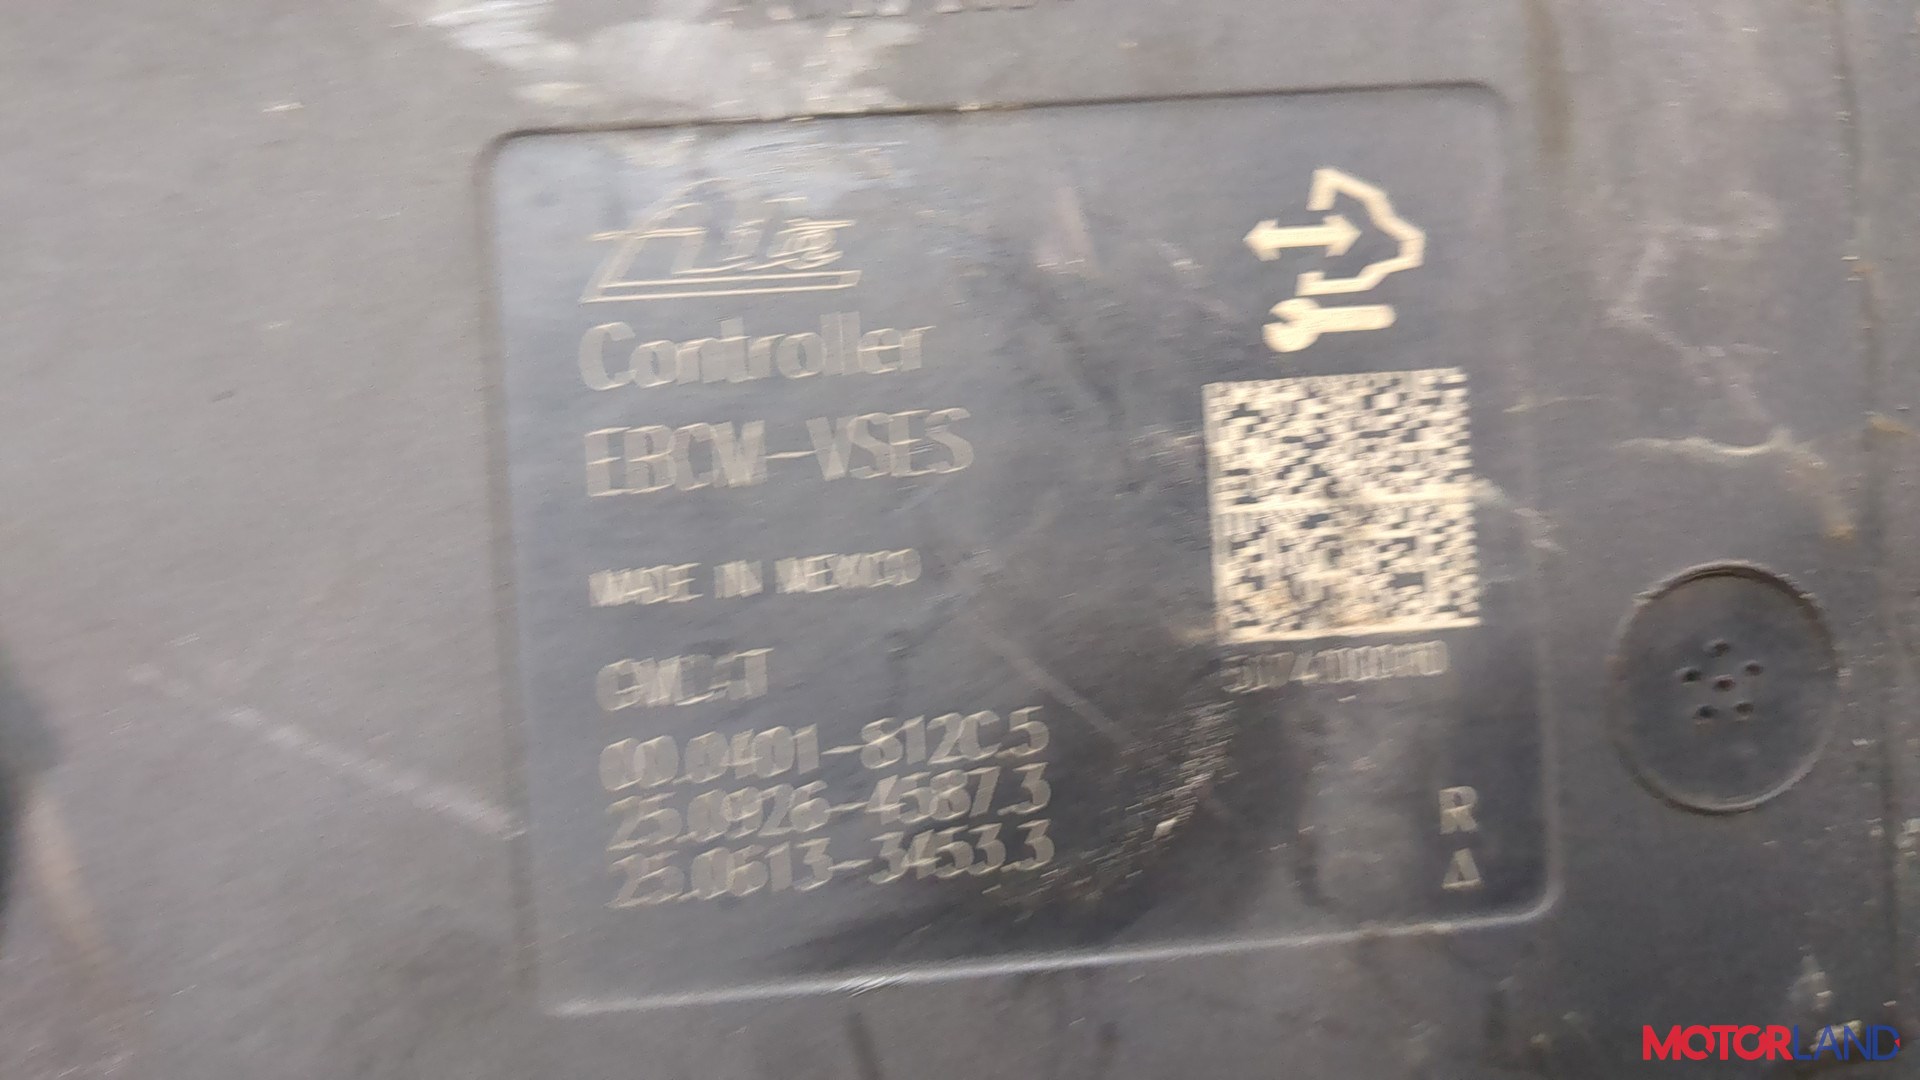 Ate
Controller
EBCM-VSES
MADE IN MEXICO
00.0401-812C.5
25.0926-4587.3
25.0613-3453.3
R
A
MOTORLAND